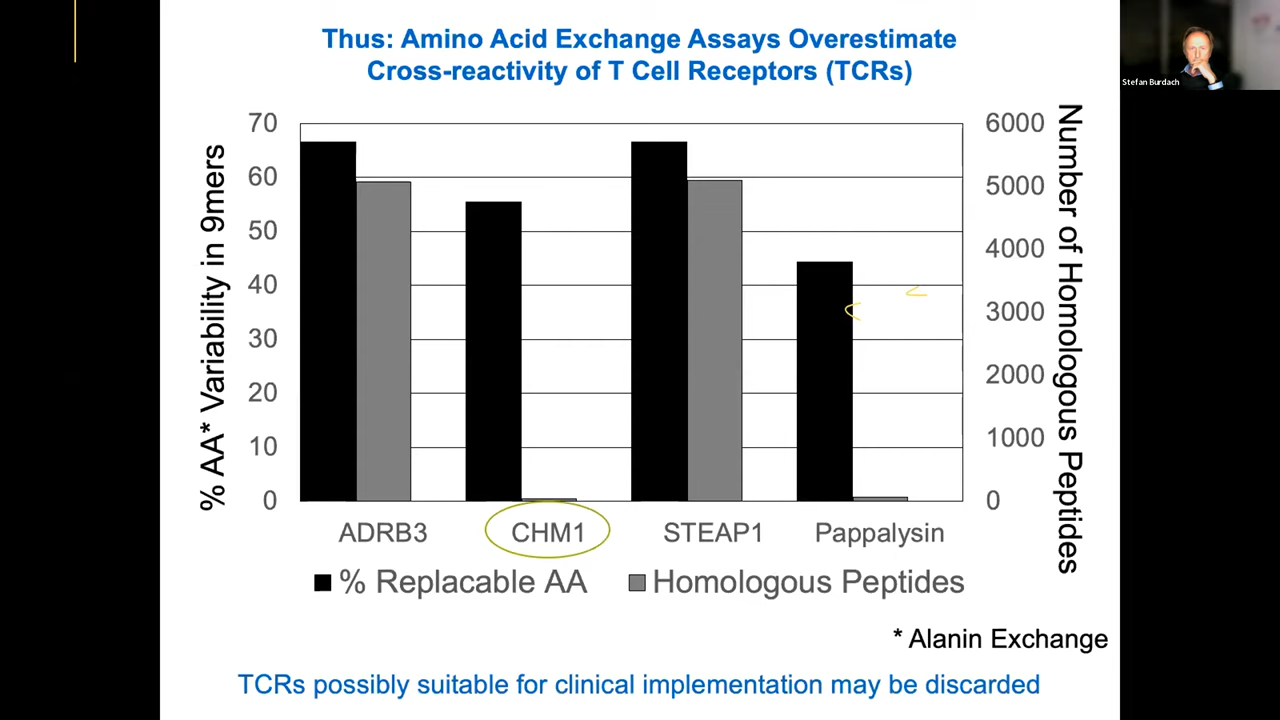 Thus: Amino Acid Exchange Assays Overestimate
Cross-reactivity of T Cell Receptors (TCRs)
Stefan Burdach
% AA* Variability in 9mers
70
60
50
40
30
20
10
0
6000
5000
4000
3000
2000
1000
0
Number of Homologous Peptides
ADRB3
CHM1
STEAP1
Pappalysin
% Replacable AA
Homologous Peptides
* Alanin Exchange
TCRs possibly suitable for clinical implementation may be discarded